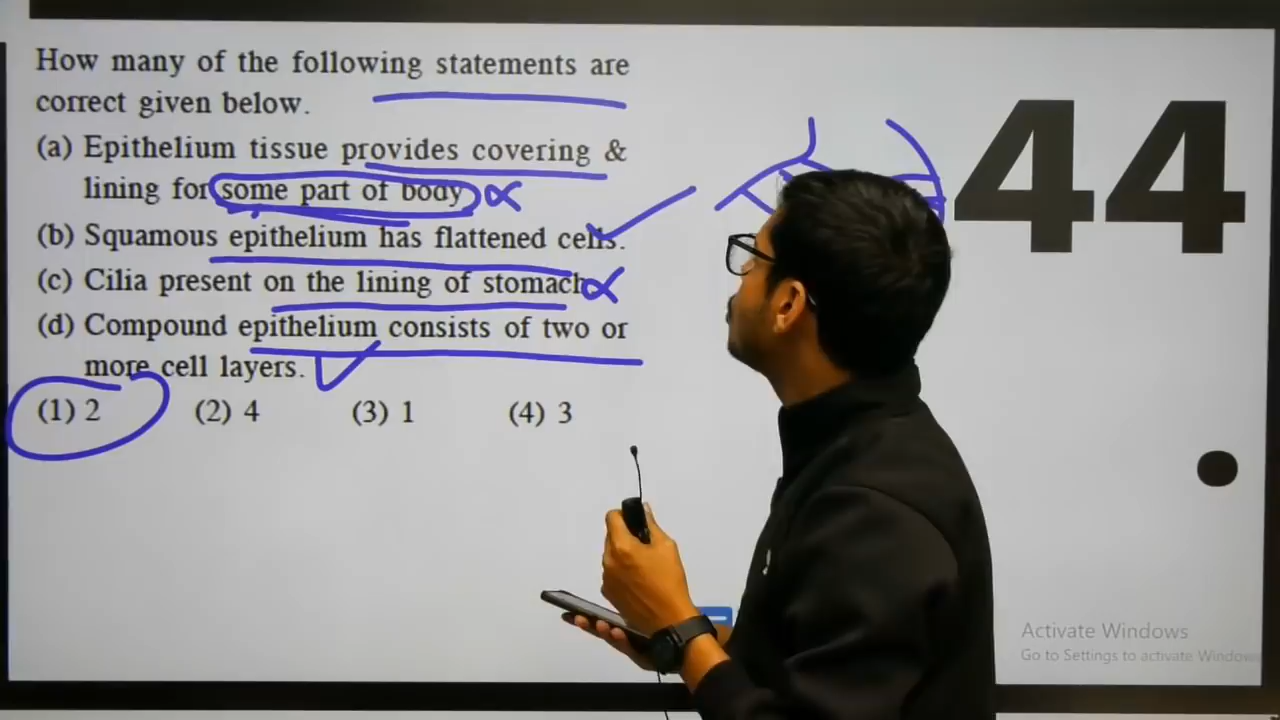 How many of the following statements are
correct given below.
(a) Epithelium tissue provides covering &
lining for some part of body
(b) Squamous epithelium has flattened cells.
(c) Cilia present on the lining of stomach
(d) Compound epithelium consists of two or
more cell layers.
(1) 2 (2) 4 (3) 1 (4) 3
44
Activate Windows
Go to Settings to activate Windows